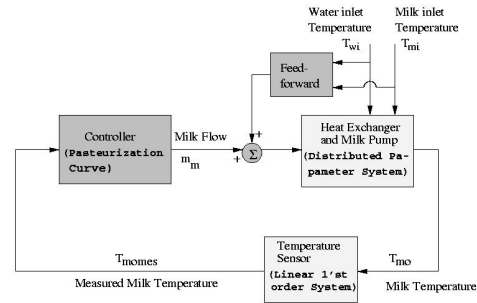 Water inlet
Temperature
T wi
Milk inlet
Temperature
T mi
Feed-
forward
Controller
(Pasteurization
Curve)
Milk Flow
m m
+
+ Σ
Heat Exchanger
and Milk Pump
(Distributed Pa-
pameter System)
T momes
Measured Milk Temperature
Temperature
Sensor
(Linear 1'st
order System)
T mo
Milk Temperature